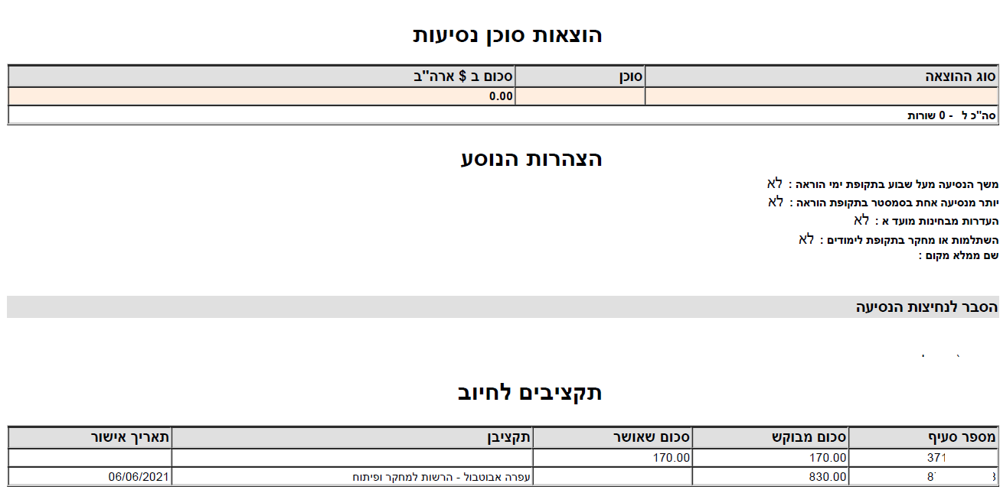 הוצאות סוכן נסיעות
סוג ההוצאה סוכן סכום ב $ ארה"ב
0.00
סה"כ ל - 0 שורות
הצהרות הנוסע
משך הנסיעה מעל שבוע בתקופת ימי הוראה : לא
יותר מנסיעה אחת בסמסטר בתקופת הוראה : לא
העדרות מבחינות מועד א : לא
השתלמות או מחקר בתקופת לימודים : לא
שם ממלא מקום :
הסבר לנחיצות הנסיעה
תקציבים לחיוב
מספר סעיף סכום מבוקש סכום שאושר תקציבן תאריך אישור
371 170.00 170.00
830.00 עפרה אבוטבול - הרשות למחקר ופיתוח 06/06/2021